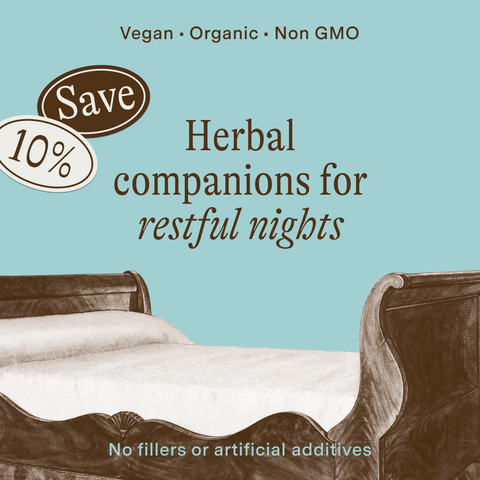 Vegan • Organic • Non GMO
Save
10%
Herbal
companions for
restful nights
No fillers or artificial additives